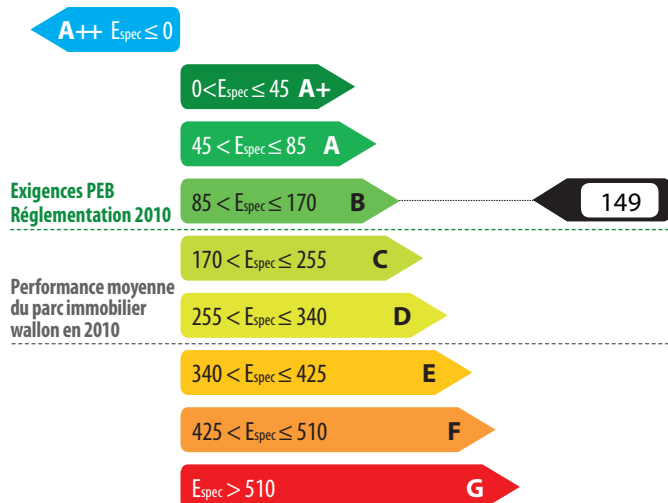 A++ Espec ≤ 0
0 < Espec ≤ 45 A+
45 < Espec ≤ 85 A
Exigences PEB
Réglementation 2010
85 < Espec ≤ 170 B
149
170 < Espec ≤ 255 C
Performance moyenne
du parc immobilier
wallon en 2010
255 < Espec ≤ 340 D
340 < Espec ≤ 425 E
425 < Espec ≤ 510 F
Espec > 510 G